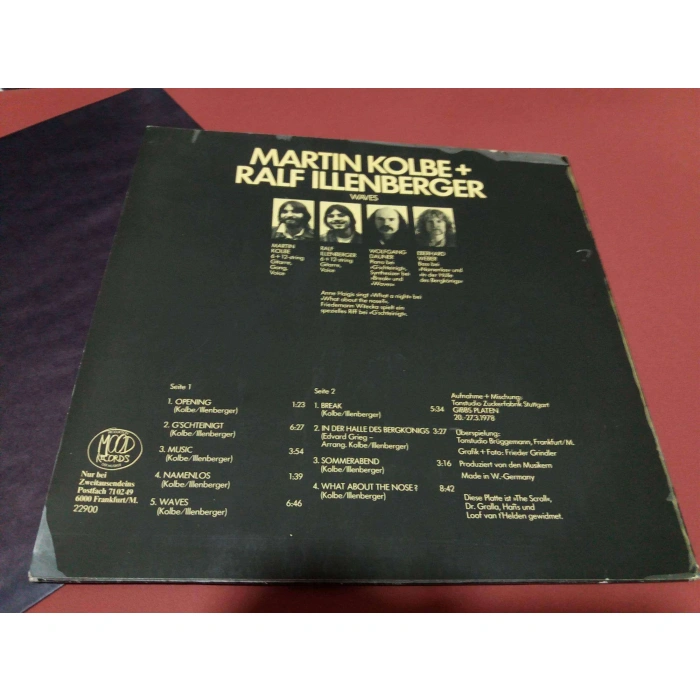 MARTIN KOLBE +
RALF ILLENBERGER
WAVES
MARTIN
KOLBE
6 + 12-string
Gitarre,
Gong,
Voice
RALF
ILLENBERGER
6 + 12-string
Gitarre,
Voice
WOLFGANG
DAUNER
Piano bei
»G'schteinigt«,
Synthesizer bei
»Break« und
»Waves«
EBERHARD
WEBER
Bass bei
»Namenlos« und
»In der Halle
des Bergkönigs«
Anne Haigis singt »What a night« bei
»What about the nose?«.
Friedemann Witecka spielt ein
spezielles Riff bei »G'schteinigt«.
Seite 1
1. OPENING 1:23
(Kolbe/Illenberger)
2. G'SCHTEINIGT 6:27
(Kolbe/Illenberger)
3. MUSIC 3:54
(Kolbe/Illenberger)
4. NAMENLOS 1:39
(Kolbe/Illenberger)
5. WAVES 6:46
(Kolbe/Illenberger)
Seite 2
1. BREAK 5:34
(Kolbe/Illenberger)
2. IN DER HALLE DES BERGKÖNIGS 3:27
(Edvard Grieg –
Arrang. Kolbe/Illenberger)
3. SOMMERABEND 3:16
(Kolbe/Illenberger)
4. WHAT ABOUT THE NOSE? 8:42
(Kolbe/Illenberger)
Aufnahme + Mischung:
Tonstudio Zuckerfabrik Stuttgart
GIBBS PLATEN
20.-27.3.1978
Überspielung:
Tonstudio Brüggemann, Frankfurt/M.
Grafik + Foto: Frieder Grindler
Produziert von den Musikern
Made in W.-Germany
Diese Platte ist »The Scroll«,
Dr. Gralla, Hans und
Loof van t'Helden gewidmet.
MOOD
RECORDS
Nur bei
Zweitausendeins
Postfach 710249
6000 Frankfurt/M.
22900